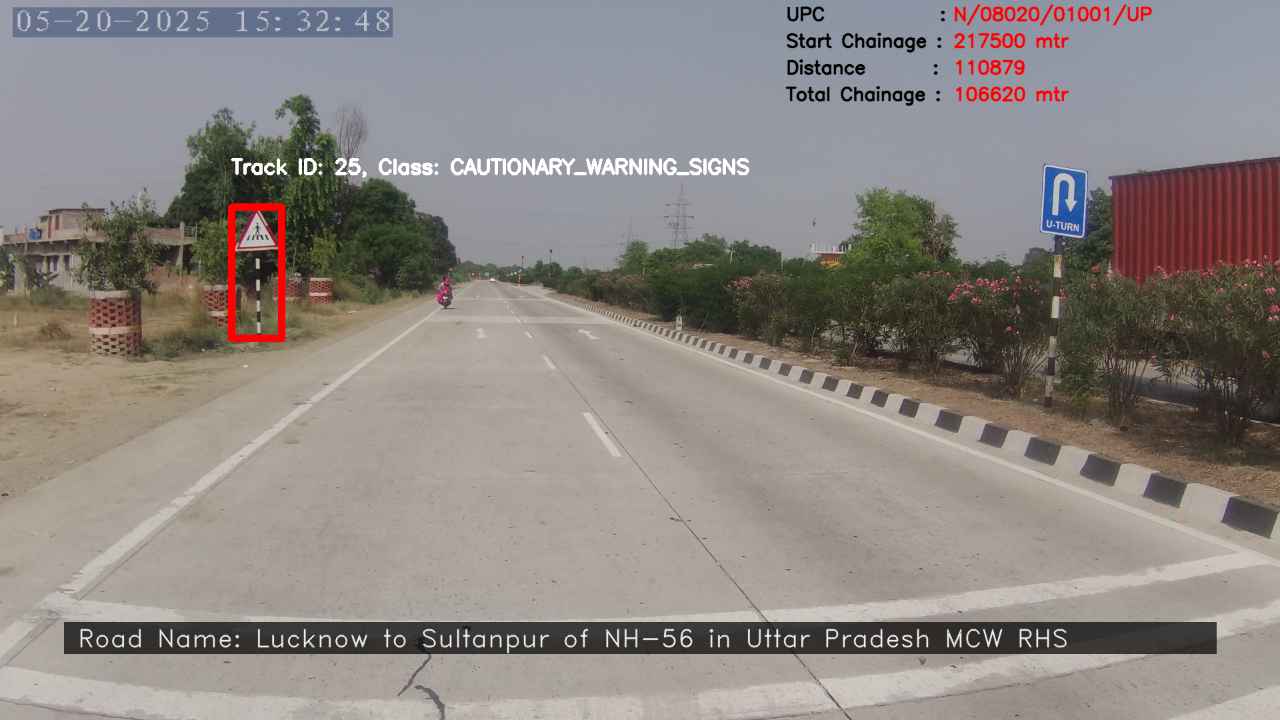 05-20-2025 15:32:48
UPC : N/08020/01001/UP
Start Chainage : 217500 mtr
Distance : 110879
Total Chainage : 106620 mtr
Track ID: 25, Class: CAUTIONARY_WARNING_SIGNS
U-TURN
Road Name: Lucknow to Sultanpur of NH-56 in Uttar Pradesh MCW RHS